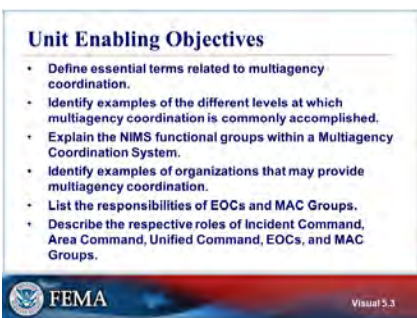 Unit Enabling Objectives
• Define essential terms related to multiagency
coordination.
• Identify examples of the different levels at which
multiagency coordination is commonly accomplished.
• Explain the NIMS functional groups within a Multiagency
Coordination System.
• Identify examples of organizations that may provide
multiagency coordination.
• List the responsibilities of EOCs and MAC Groups.
• Describe the respective roles of Incident Command,
Area Command, Unified Command, EOCs, and MAC
Groups.
FEMA
Visual 5.3